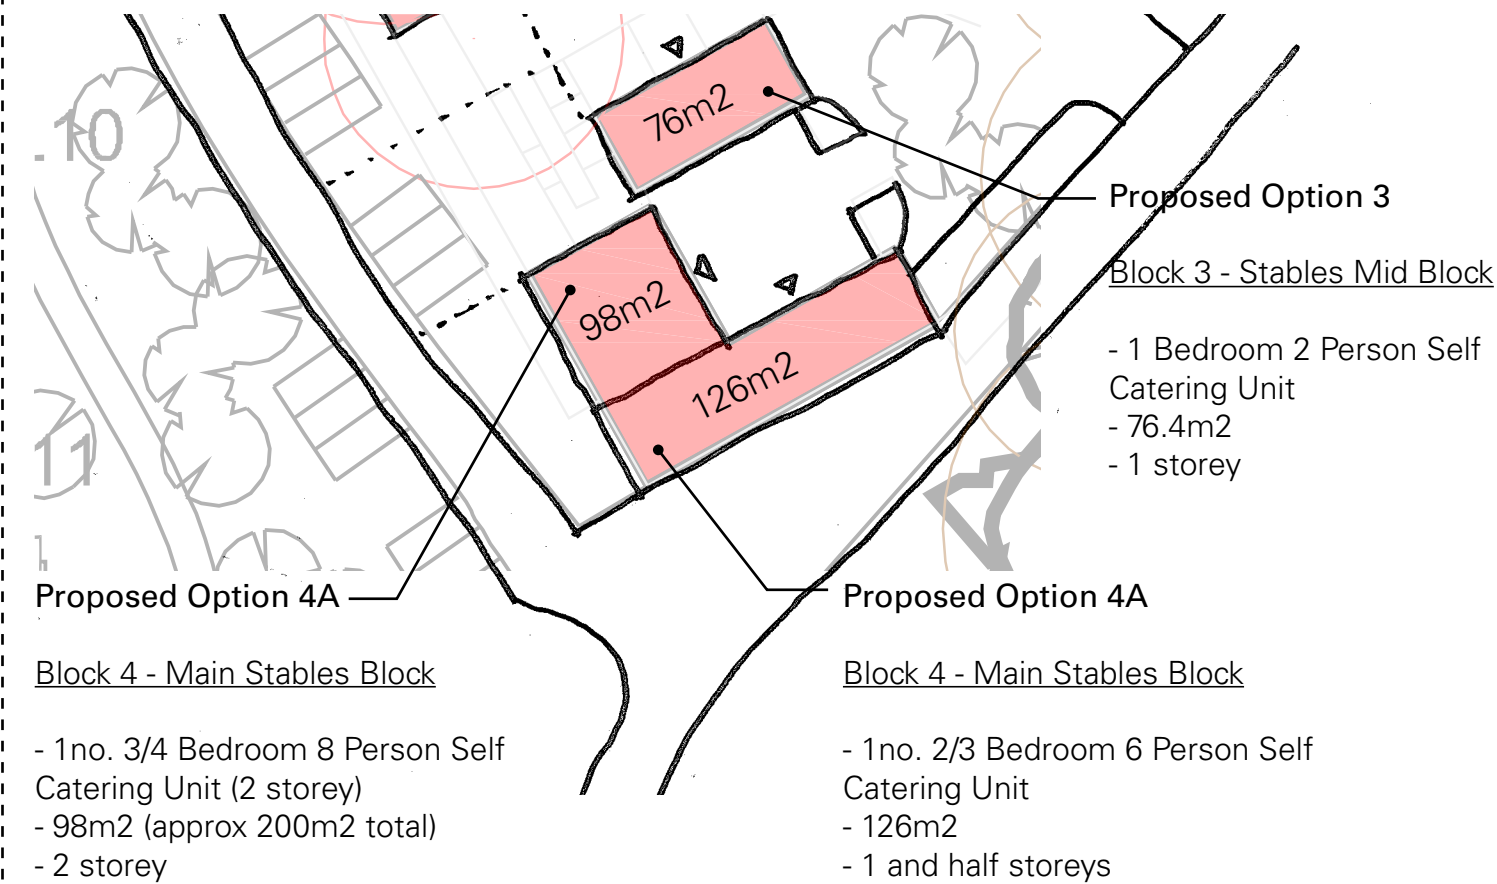 10
76m2
Proposed Option 3
Block 3 - Stables Mid Block
- 1 Bedroom 2 Person Self
Catering Unit
- 76.4m2
- 1 storey
98m2
126m2
11
Proposed Option 4A
Block 4 - Main Stables Block
- 1no. 3/4 Bedroom 8 Person Self
Catering Unit (2 storey)
- 98m2 (approx 200m2 total)
- 2 storey
Proposed Option 4A
Block 4 - Main Stables Block
- 1no. 2/3 Bedroom 6 Person Self
Catering Unit
- 126m2
- 1 and half storeys